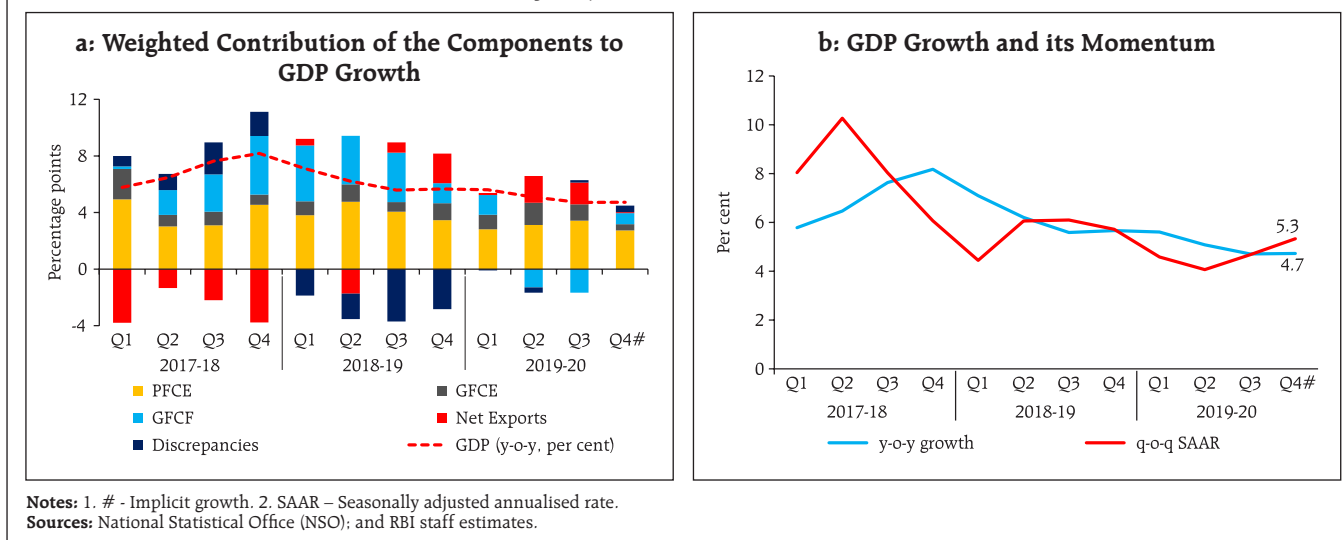 a: Weighted Contribution of the Components to
GDP Growth
Percentage points
12
8
4
0
-4
Q1 Q2 Q3 Q4 Q1 Q2 Q3 Q4 Q1 Q2 Q3 Q4#
2017-18 2018-19 2019-20
PFCE GFCE
GFCF Net Exports
Discrepancies GDP (y-o-y, per cent)
b: GDP Growth and its Momentum
Per cent
12
10
8
6
4
2
0
5.3
4.7
Q1 Q2 Q3 Q4 Q1 Q2 Q3 Q4 Q1 Q2 Q3 Q4#
2017-18 2018-19 2019-20
y-o-y growth q-o-q SAAR
Notes: 1. # - Implicit growth. 2. SAAR – Seasonally adjusted annualised rate.
Sources: National Statistical Office (NSO); and RBI staff estimates.